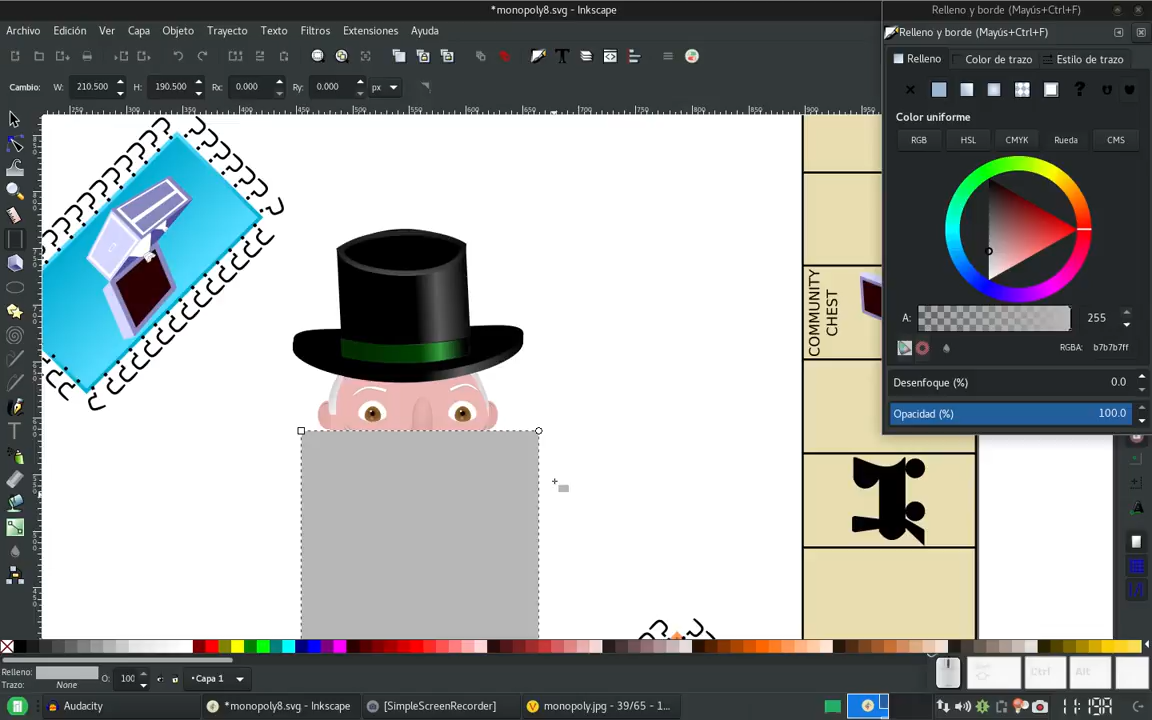 *monopoly8.svg - Inkscape
Relleno y borde (Mayús+Ctrl+F)
Archivo Edición Ver Capa Objeto Trayecto Texto Filtros Extensiones Ayuda
Relleno y borde (Mayús+Ctrl+F)
Relleno Color de trazo Estilo de trazo
Cambio: W: 210.500 H: 190.500 Rx: 0.000 Ry: 0.000 px
?
Color uniforme
RGB HSL CMYK Rueda CMS
COMMUNITY
CHEST
A: 255
RGBA: b7b7b7ff
Desenfoque (%) 0.0
Opacidad (%) 100.0
Relleno:
Trazo: None
O: 100
Capa 1
Ctrl Alt
Audacity *monopoly8.svg - Inkscape [SimpleScreenRecorder] monopoly.jpg - 39/65 - 1...